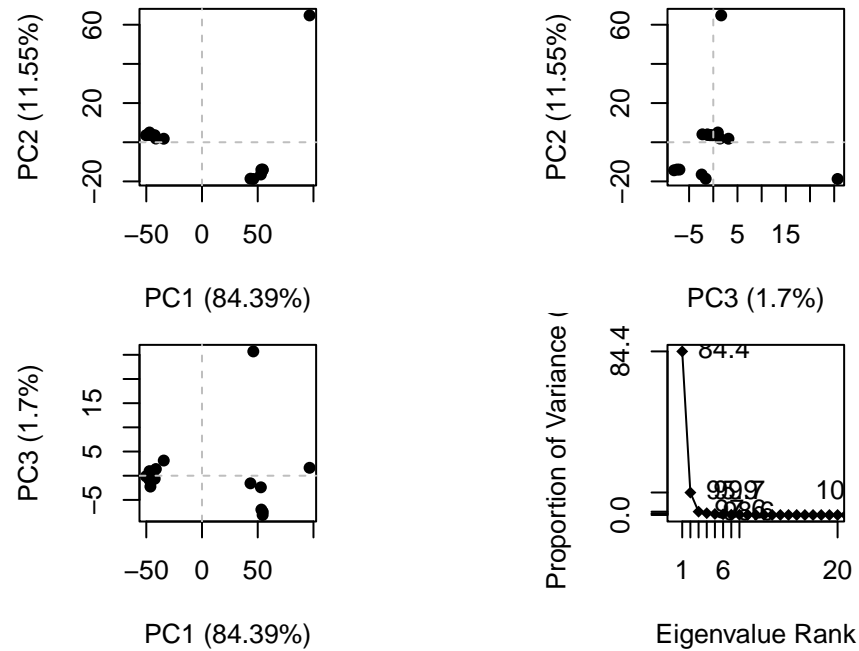 PC2 (11.55%)
60
20
−20
−50 0 50
PC1 (84.39%)
PC2 (11.55%)
60
20
−20
−5 5 15
PC3 (1.7%)
PC3 (1.7%)
15
5
−5
−50 0 50
PC1 (84.39%)
Proportion of Variance (
84.4
0.0
84.4
10
1 6 20
Eigenvalue Rank